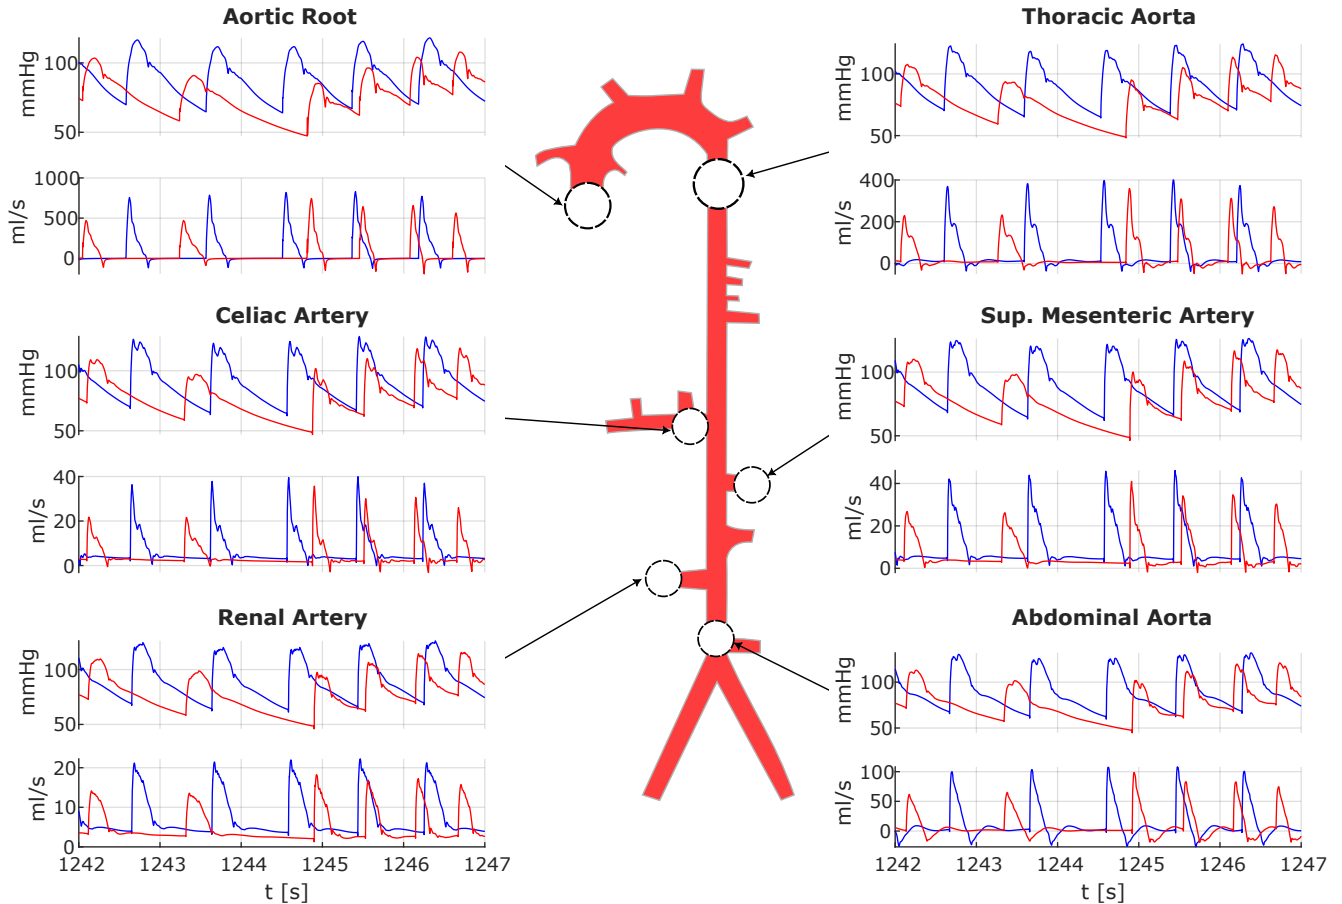 Aortic Root
mmHg
100
50
ml/s
1000
500
0
Thoracic Aorta
mmHg
100
50
ml/s
400
200
0
Celiac Artery
mmHg
100
50
ml/s
40
20
0
Sup. Mesenteric Artery
mmHg
100
50
ml/s
40
20
0
Renal Artery
mmHg
100
50
ml/s
20
10
0
1242 1243 1244 1245 1246 1247
t [s]
Abdominal Aorta
mmHg
100
50
ml/s
100
50
0
1242 1243 1244 1245 1246 1247
t [s]